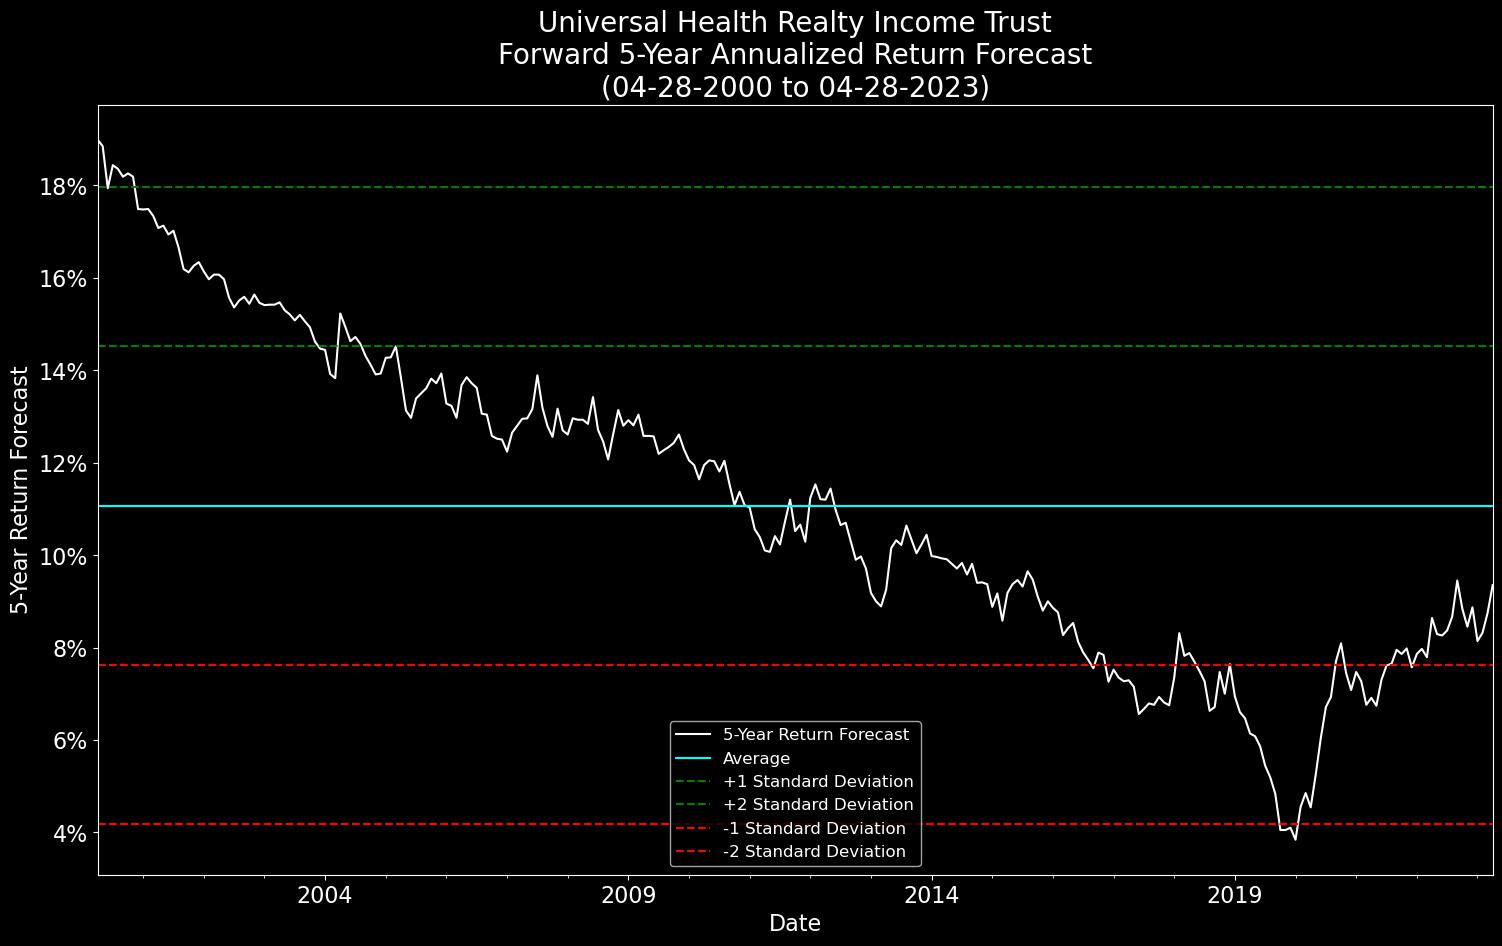 Universal Health Realty Income Trust
Forward 5-Year Annualized Return Forecast
(04-28-2000 to 04-28-2023)
5-Year Return Forecast
18%
16%
14%
12%
10%
8%
6%
4%
5-Year Return Forecast
Average
+1 Standard Deviation
+2 Standard Deviation
-1 Standard Deviation
-2 Standard Deviation
2004
2009
2014
2019
Date